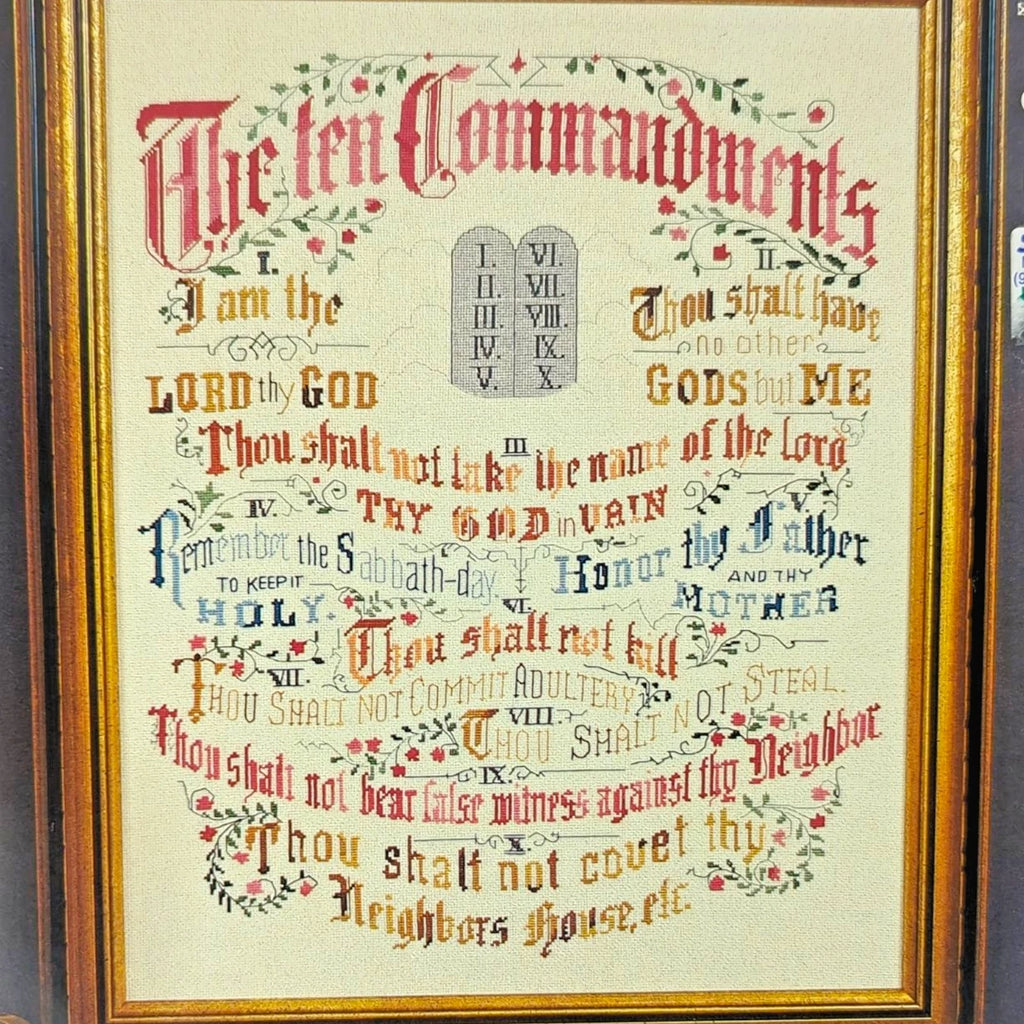 The ten Commandments
I.
I am the
LORD thy GOD
I. VI.
II. VII.
III. VIII.
IV. IX.
V. X.
II.
Thou shalt have
no other
GODS but ME
III
Thou shalt not take the name of the lord
THY GOD in VAIN
IV.
Remember the Sabbath-day.
TO KEEP IT
HOLY.
V.
Honor thy Father
AND THY
MOTHER
VI.
Thou shalt not kill
VII.
THOU SHALT NOT COMMIT ADULTERY
VIII.
THOU SHALT NOT STEAL.
IX.
Thou shalt not bear false witness against thy Neighbor
X.
Thou shalt not covet thy
Neighbors House, etc.